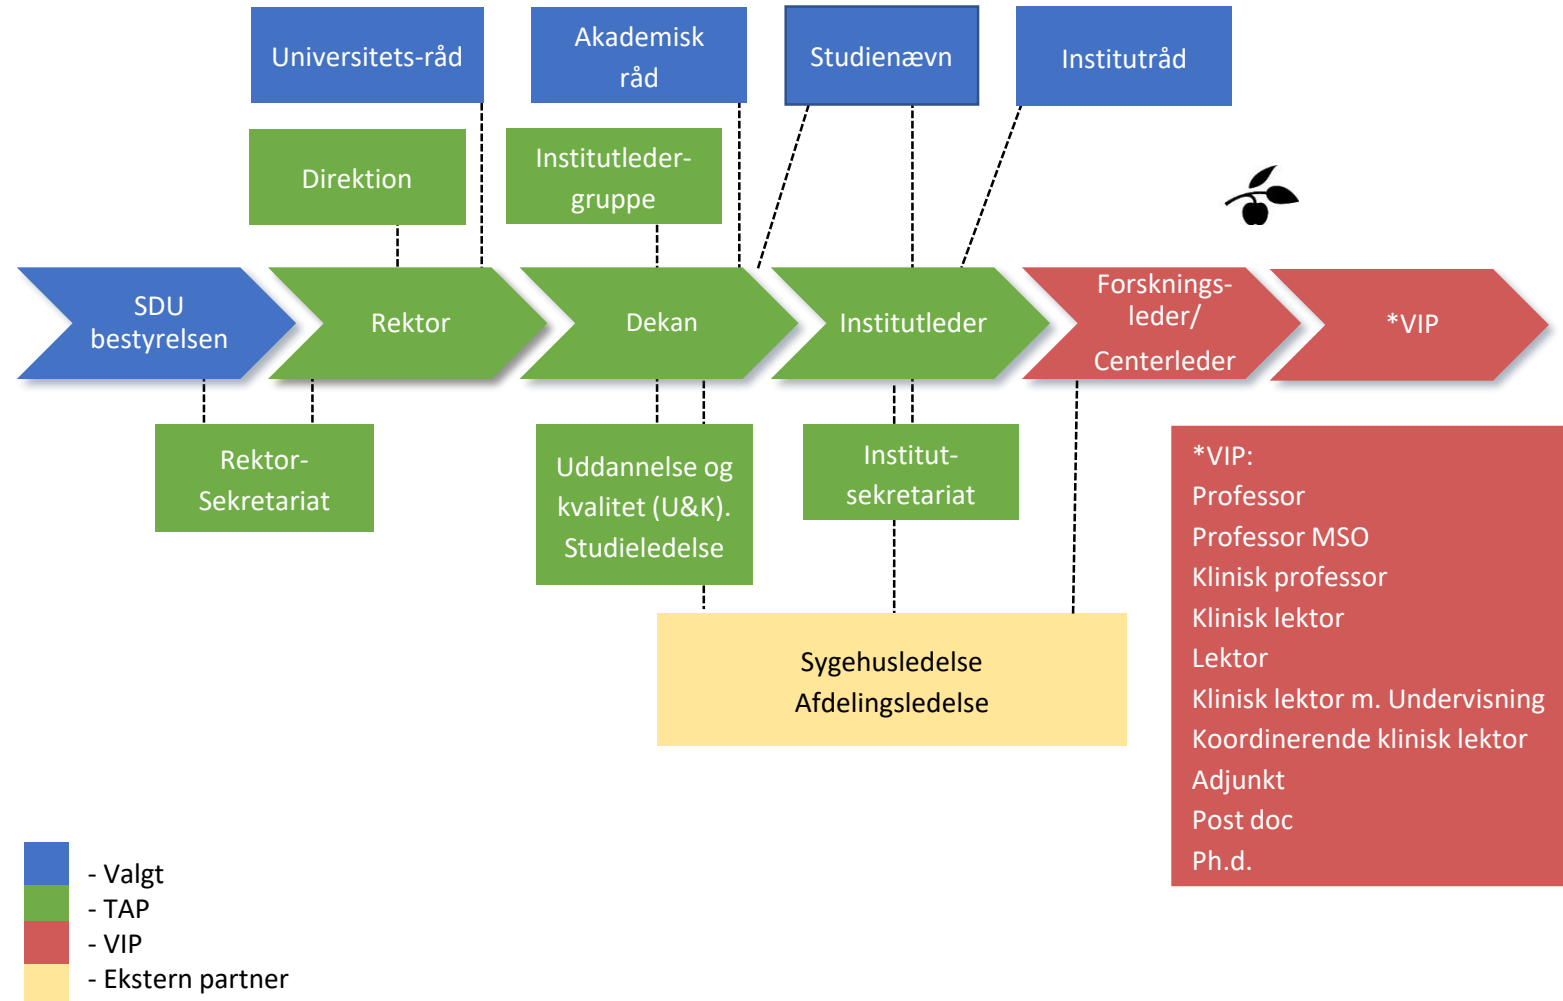 Universitets-råd
Akademisk
råd
Studienævn
Institutråd
Direktion
Institutleder-
gruppe
SDU
bestyrelsen
Rektor
Dekan
Institutleder
Forsknings-
leder/
Centerleder
*VIP
Rektor-
Sekretariat
Uddannelse og
kvalitet (U&K).
Studieledelse
Institut-
sekretariat
*VIP:
Professor
Professor MSO
Klinisk professor
Klinisk lektor
Lektor
Klinisk lektor m. Undervisning
Koordinerende klinisk lektor
Adjunkt
Post doc
Ph.d.
Sygehusledelse
Afdelingsledelse
- Valgt
- TAP
- VIP
- Ekstern partner